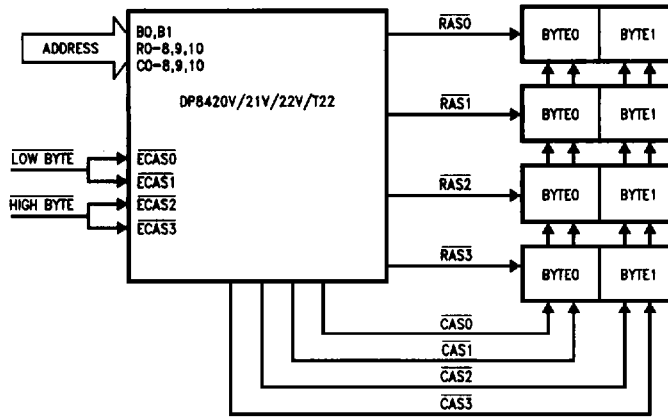 ADDRESS
B0,B1
R0-8,9,10
C0-8,9,10
DP8420V/21V/22V/T22
LOW BYTE
HIGH BYTE
ECAS0
ECAS1
ECAS2
ECAS3
RAS0
BYTE0 BYTE1
RAS1
BYTE0 BYTE1
RAS2
BYTE0 BYTE1
RAS3
BYTE0 BYTE1
CAS0
CAS1
CAS2
CAS3